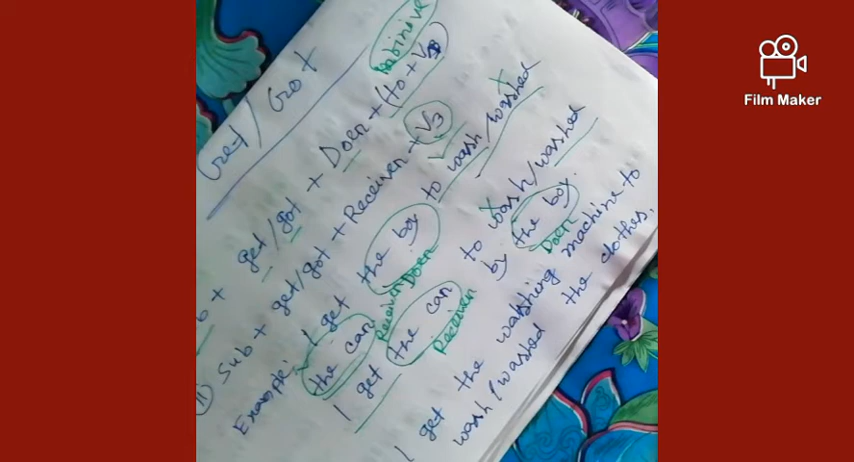 Get/Got
Infinitive
Sub + get/got + Doer + (to + V1)
(ii) Sub + get/got + Receiver + V3
Example: I get the boy to wash/washed
Doer
the car.
Receiver
I get the car to wash/washed
Receiver
by the boy.
Doer
I get the washing machine to
wash/washed the clothes.
Film Maker